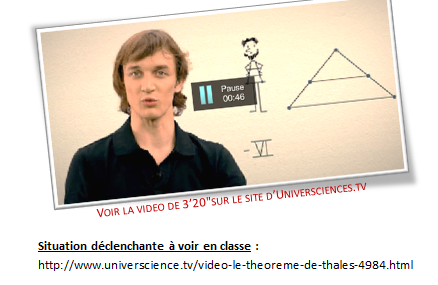 Pause
00:46
-VI
VOIR LA VIDEO DE 3'20"SUR LE SITE D'UNIVERSCIENCES.TV
Situation déclenchante à voir en classe :
http://www.universcience.tv/video-le-theoreme-de-thales-4984.html